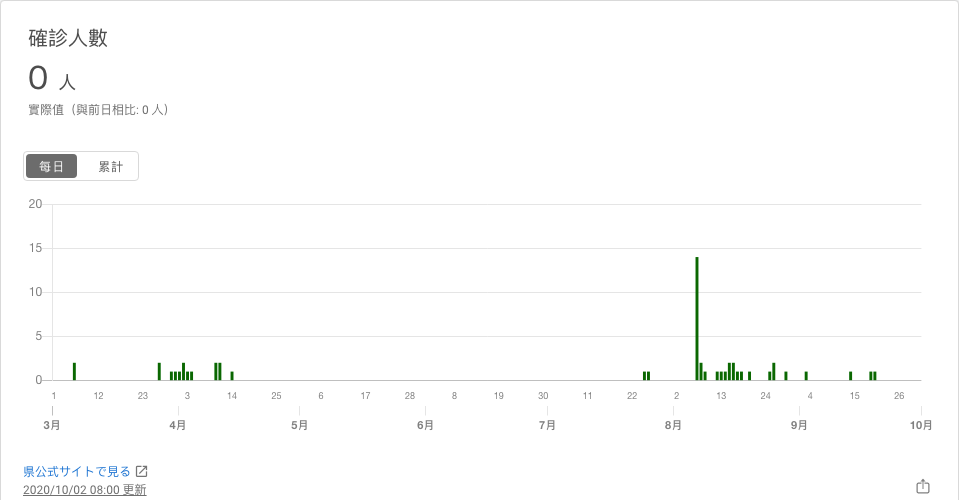 確診人數
0 人
實際值（與前日相比: 0 人）
每日 累計
20
15
10
5
0
1 12 23 3 14 25 6 17 28 8 19 30 11 22 2 13 24 4 15 26
3月 4月 5月 6月 7月 8月 9月 10月
県公式サイトで見る
2020/10/02 08:00 更新